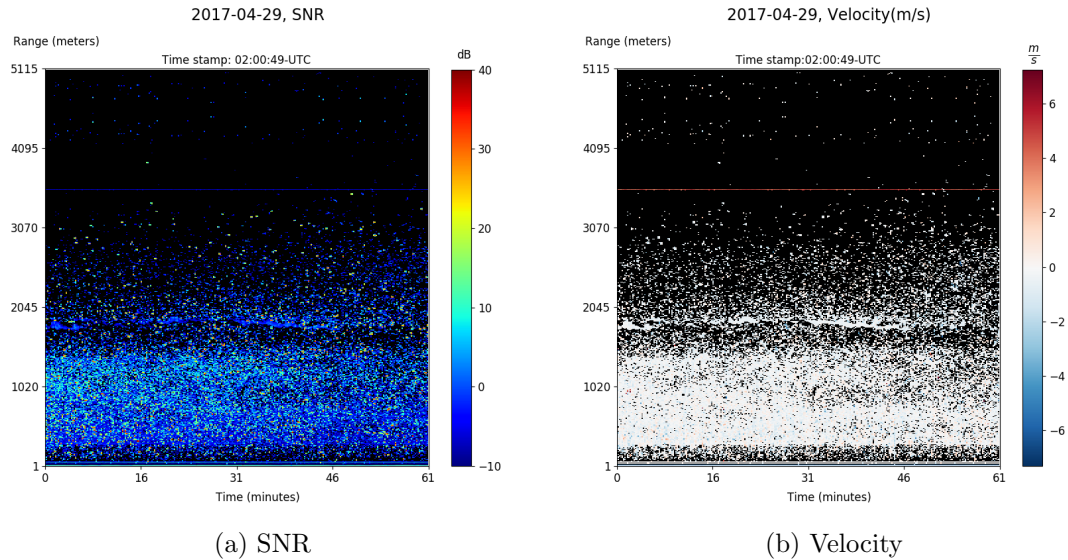 2017-04-29, SNR
Range (meters)
dB
Time stamp: 02:00:49-UTC
5115
4095
3070
2045
1020
1
0
16
31
46
61
Time (minutes)
40
30
20
10
0
−10
(a) SNR
2017-04-29, Velocity(m/s)
Range (meters)
m
s
Time stamp: 02:00:49-UTC
5115
4095
3070
2045
1020
1
0
16
31
46
61
Time (minutes)
6
4
2
0
−2
−4
−6
(b) Velocity